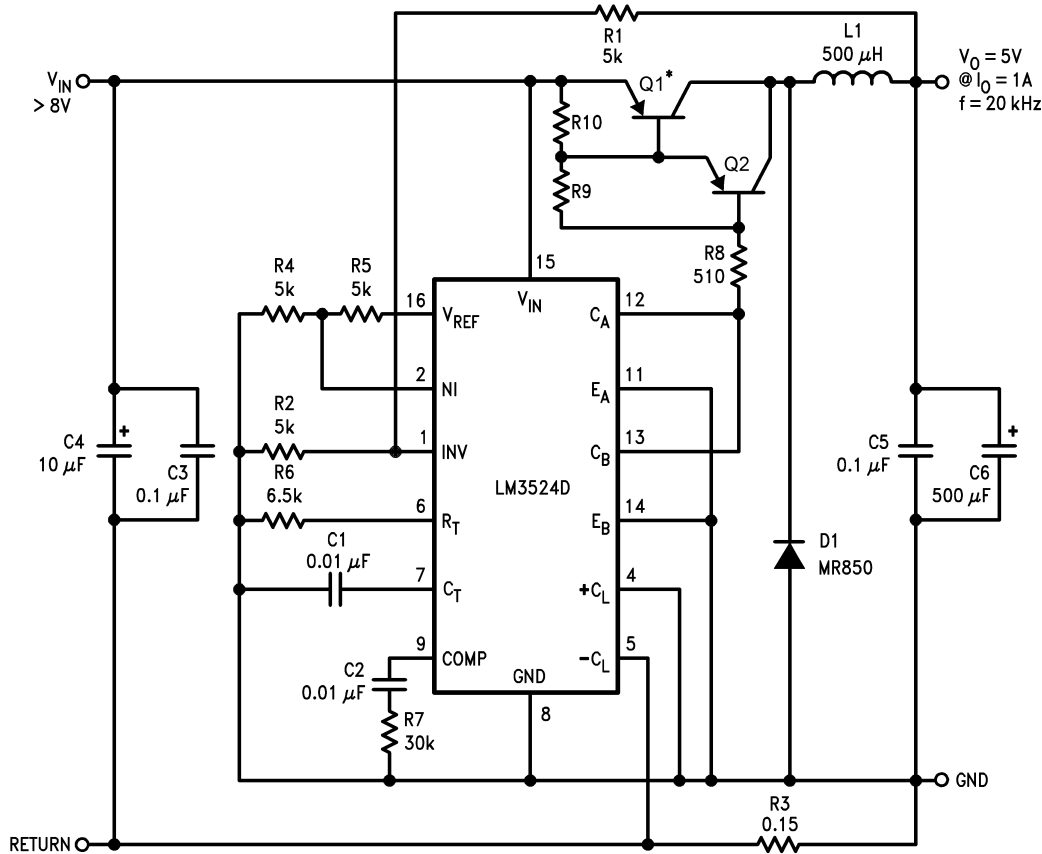 R1
5k
L1
500 μH
V_O = 5V
@ I_O = 1A
f = 20 kHz
V_IN
> 8V
Q1*
R10
Q2
R9
R8
510
15
R4
5k
R5
5k
16
V_REF
V_IN
12
C_A
2
NI
11
E_A
R2
5k
1
INV
13
C_B
C4
+
10 μF
C3
0.1 μF
R6
6.5k
LM3524D
C5
0.1 μF
+
C6
500 μF
6
R_T
14
E_B
C1
0.01 μF
7
C_T
4
+C_L
D1
MR850
9
COMP
5
−C_L
C2
0.01 μF
GND
8
R7
30k
GND
R3
0.15
RETURN